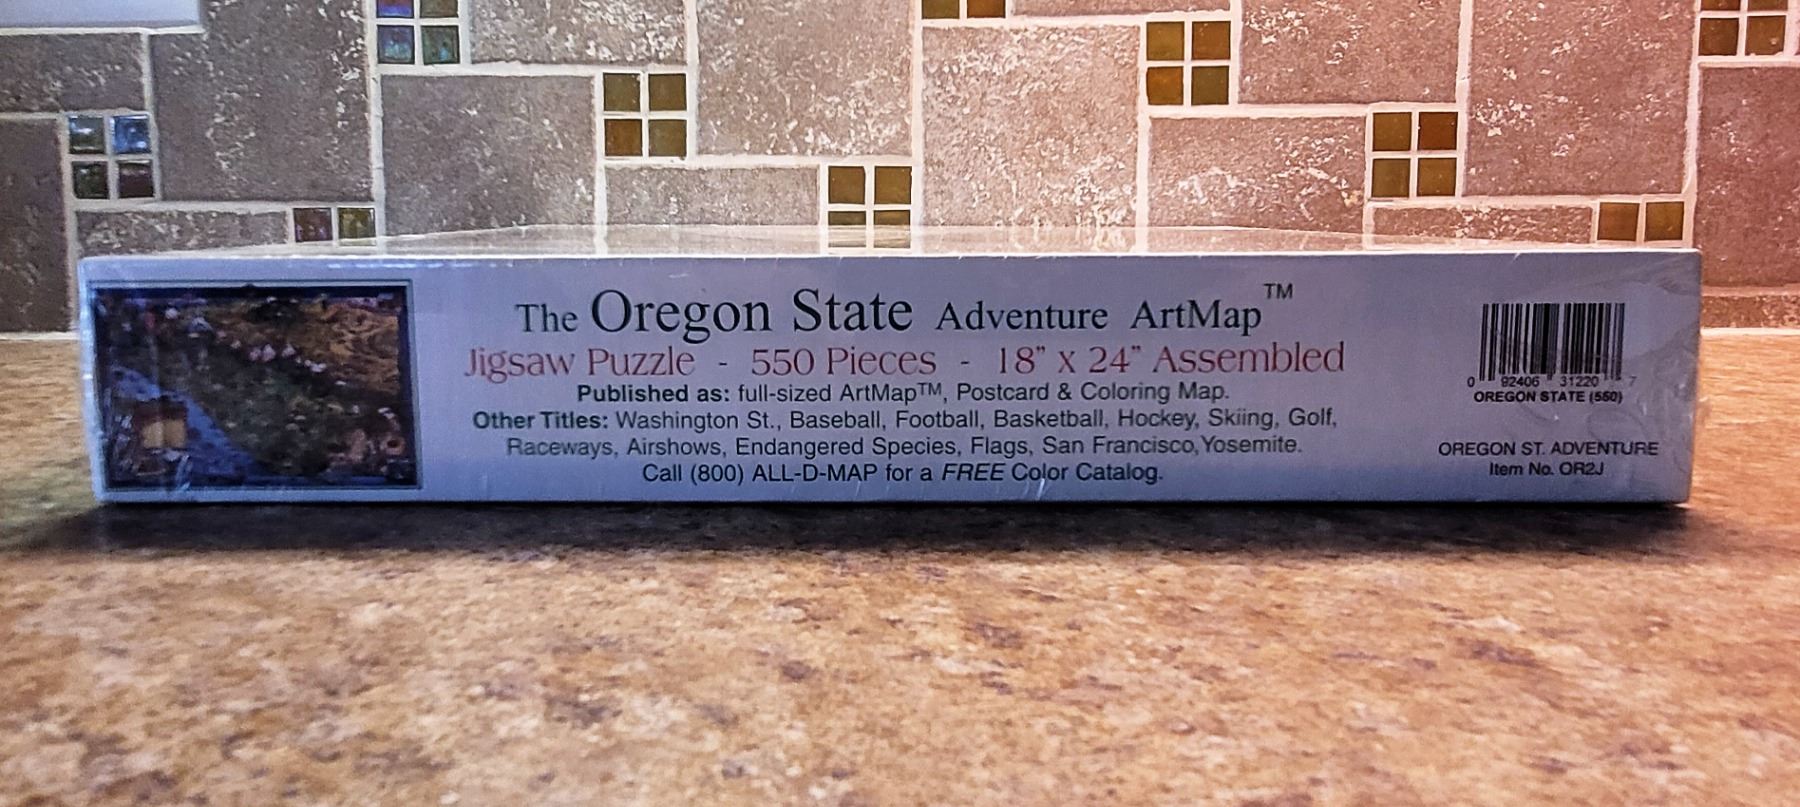 The Oregon State Adventure ArtMap™
Jigsaw Puzzle - 550 Pieces - 18" x 24" Assembled
Published as: full-sized ArtMap™, Postcard & Coloring Map.
Other Titles: Washington St., Baseball, Football, Basketball, Hockey, Skiing, Golf,
Raceways, Airshows, Endangered Species, Flags, San Francisco, Yosemite.
Call (800) ALL-D-MAP for a FREE Color Catalog.
0 92406 31220 7
OREGON STATE (550)
OREGON ST. ADVENTURE
Item No. OR2J